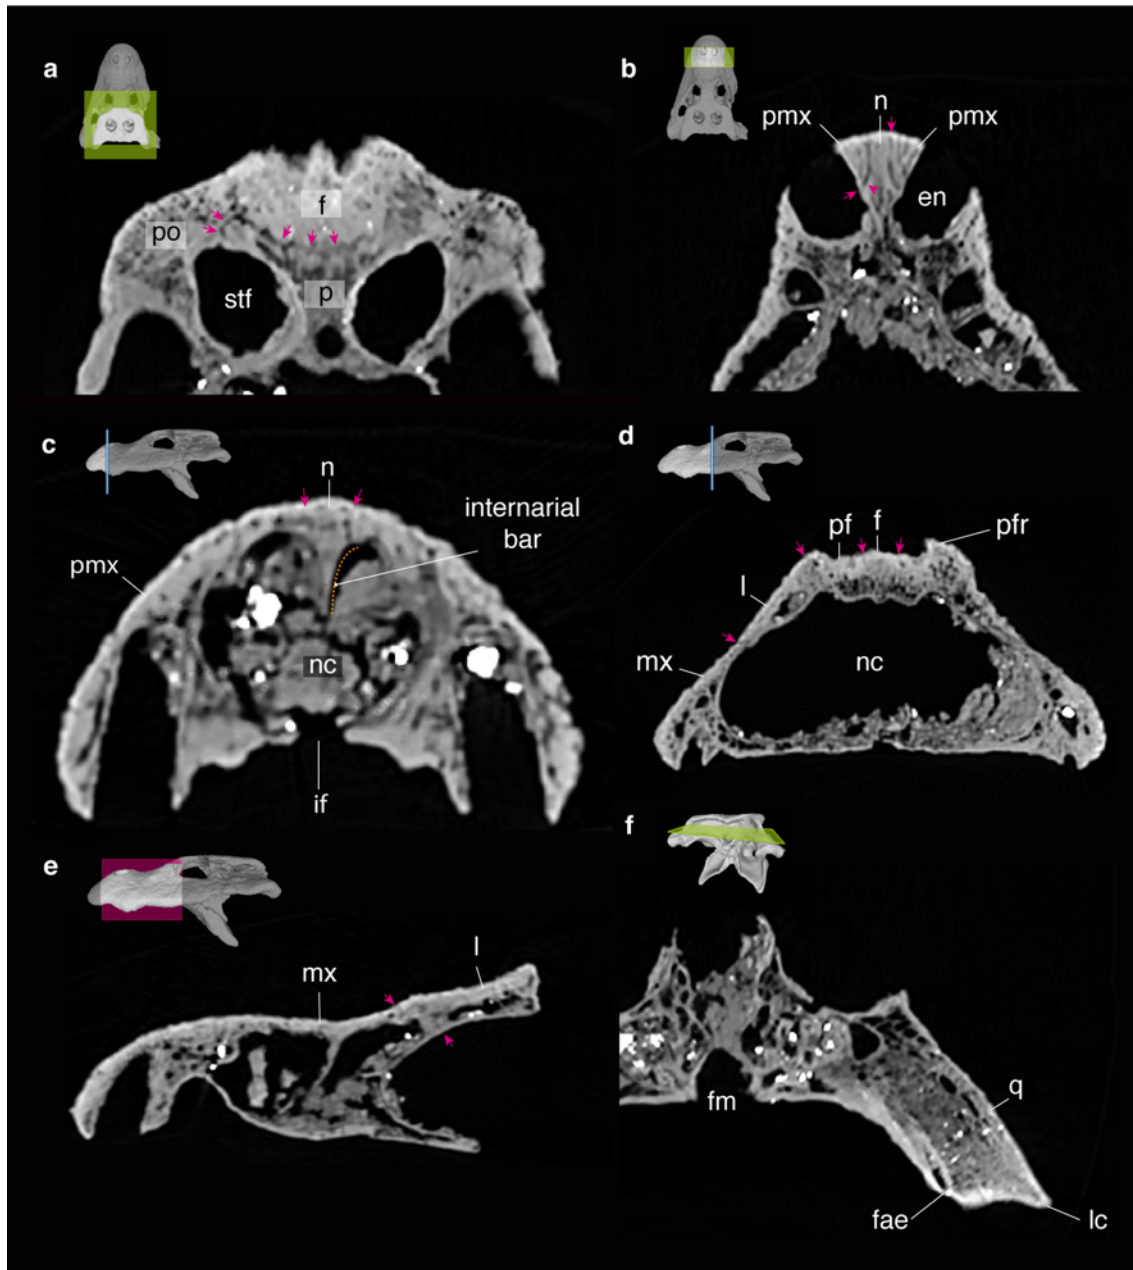 a
f
po
stf
p
b
n
pmx
pmx
en
c
n
internarial
bar
pmx
nc
if
d
pf
f
pfr
l
mx
nc
e
l
mx
f
fm
q
fae
lc